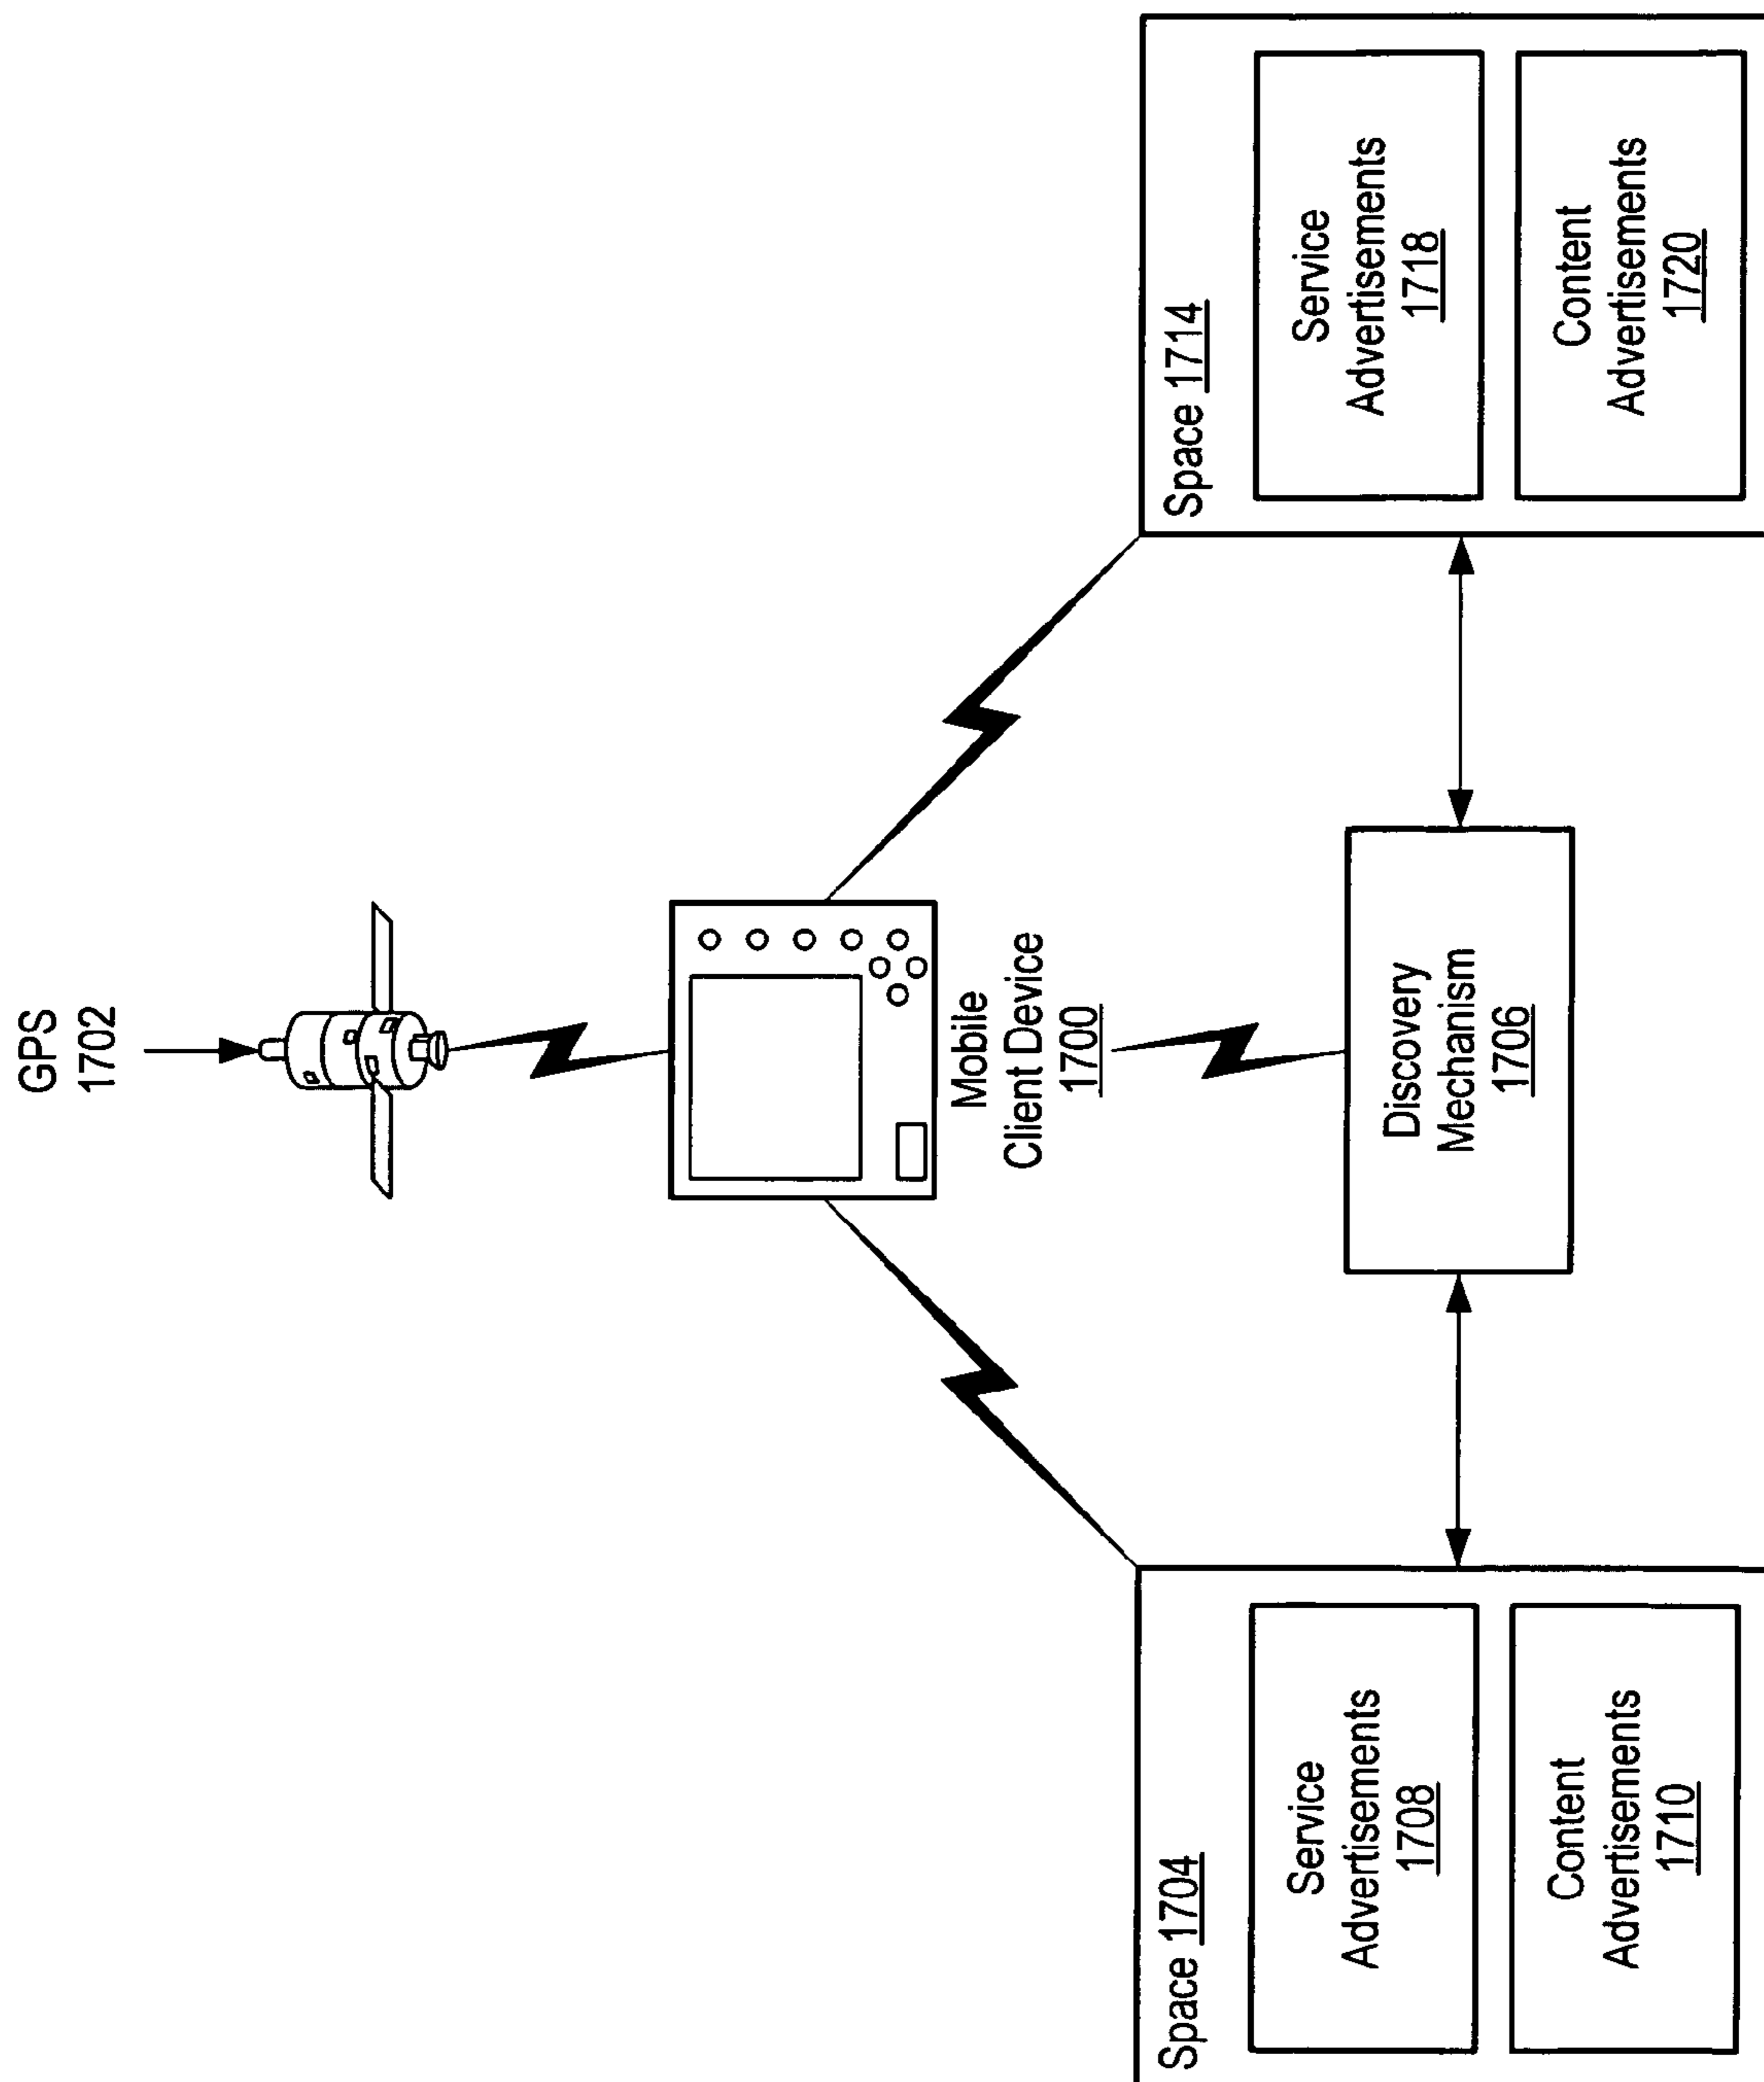 GPS
1702
Mobile
Client Device
1700
Discovery
Mechanism
1706
Space 1704
Service
Advertisements
1708
Content
Advertisements
1710
Space 1714
Service
Advertisements
1718
Content
Advertisements
1720